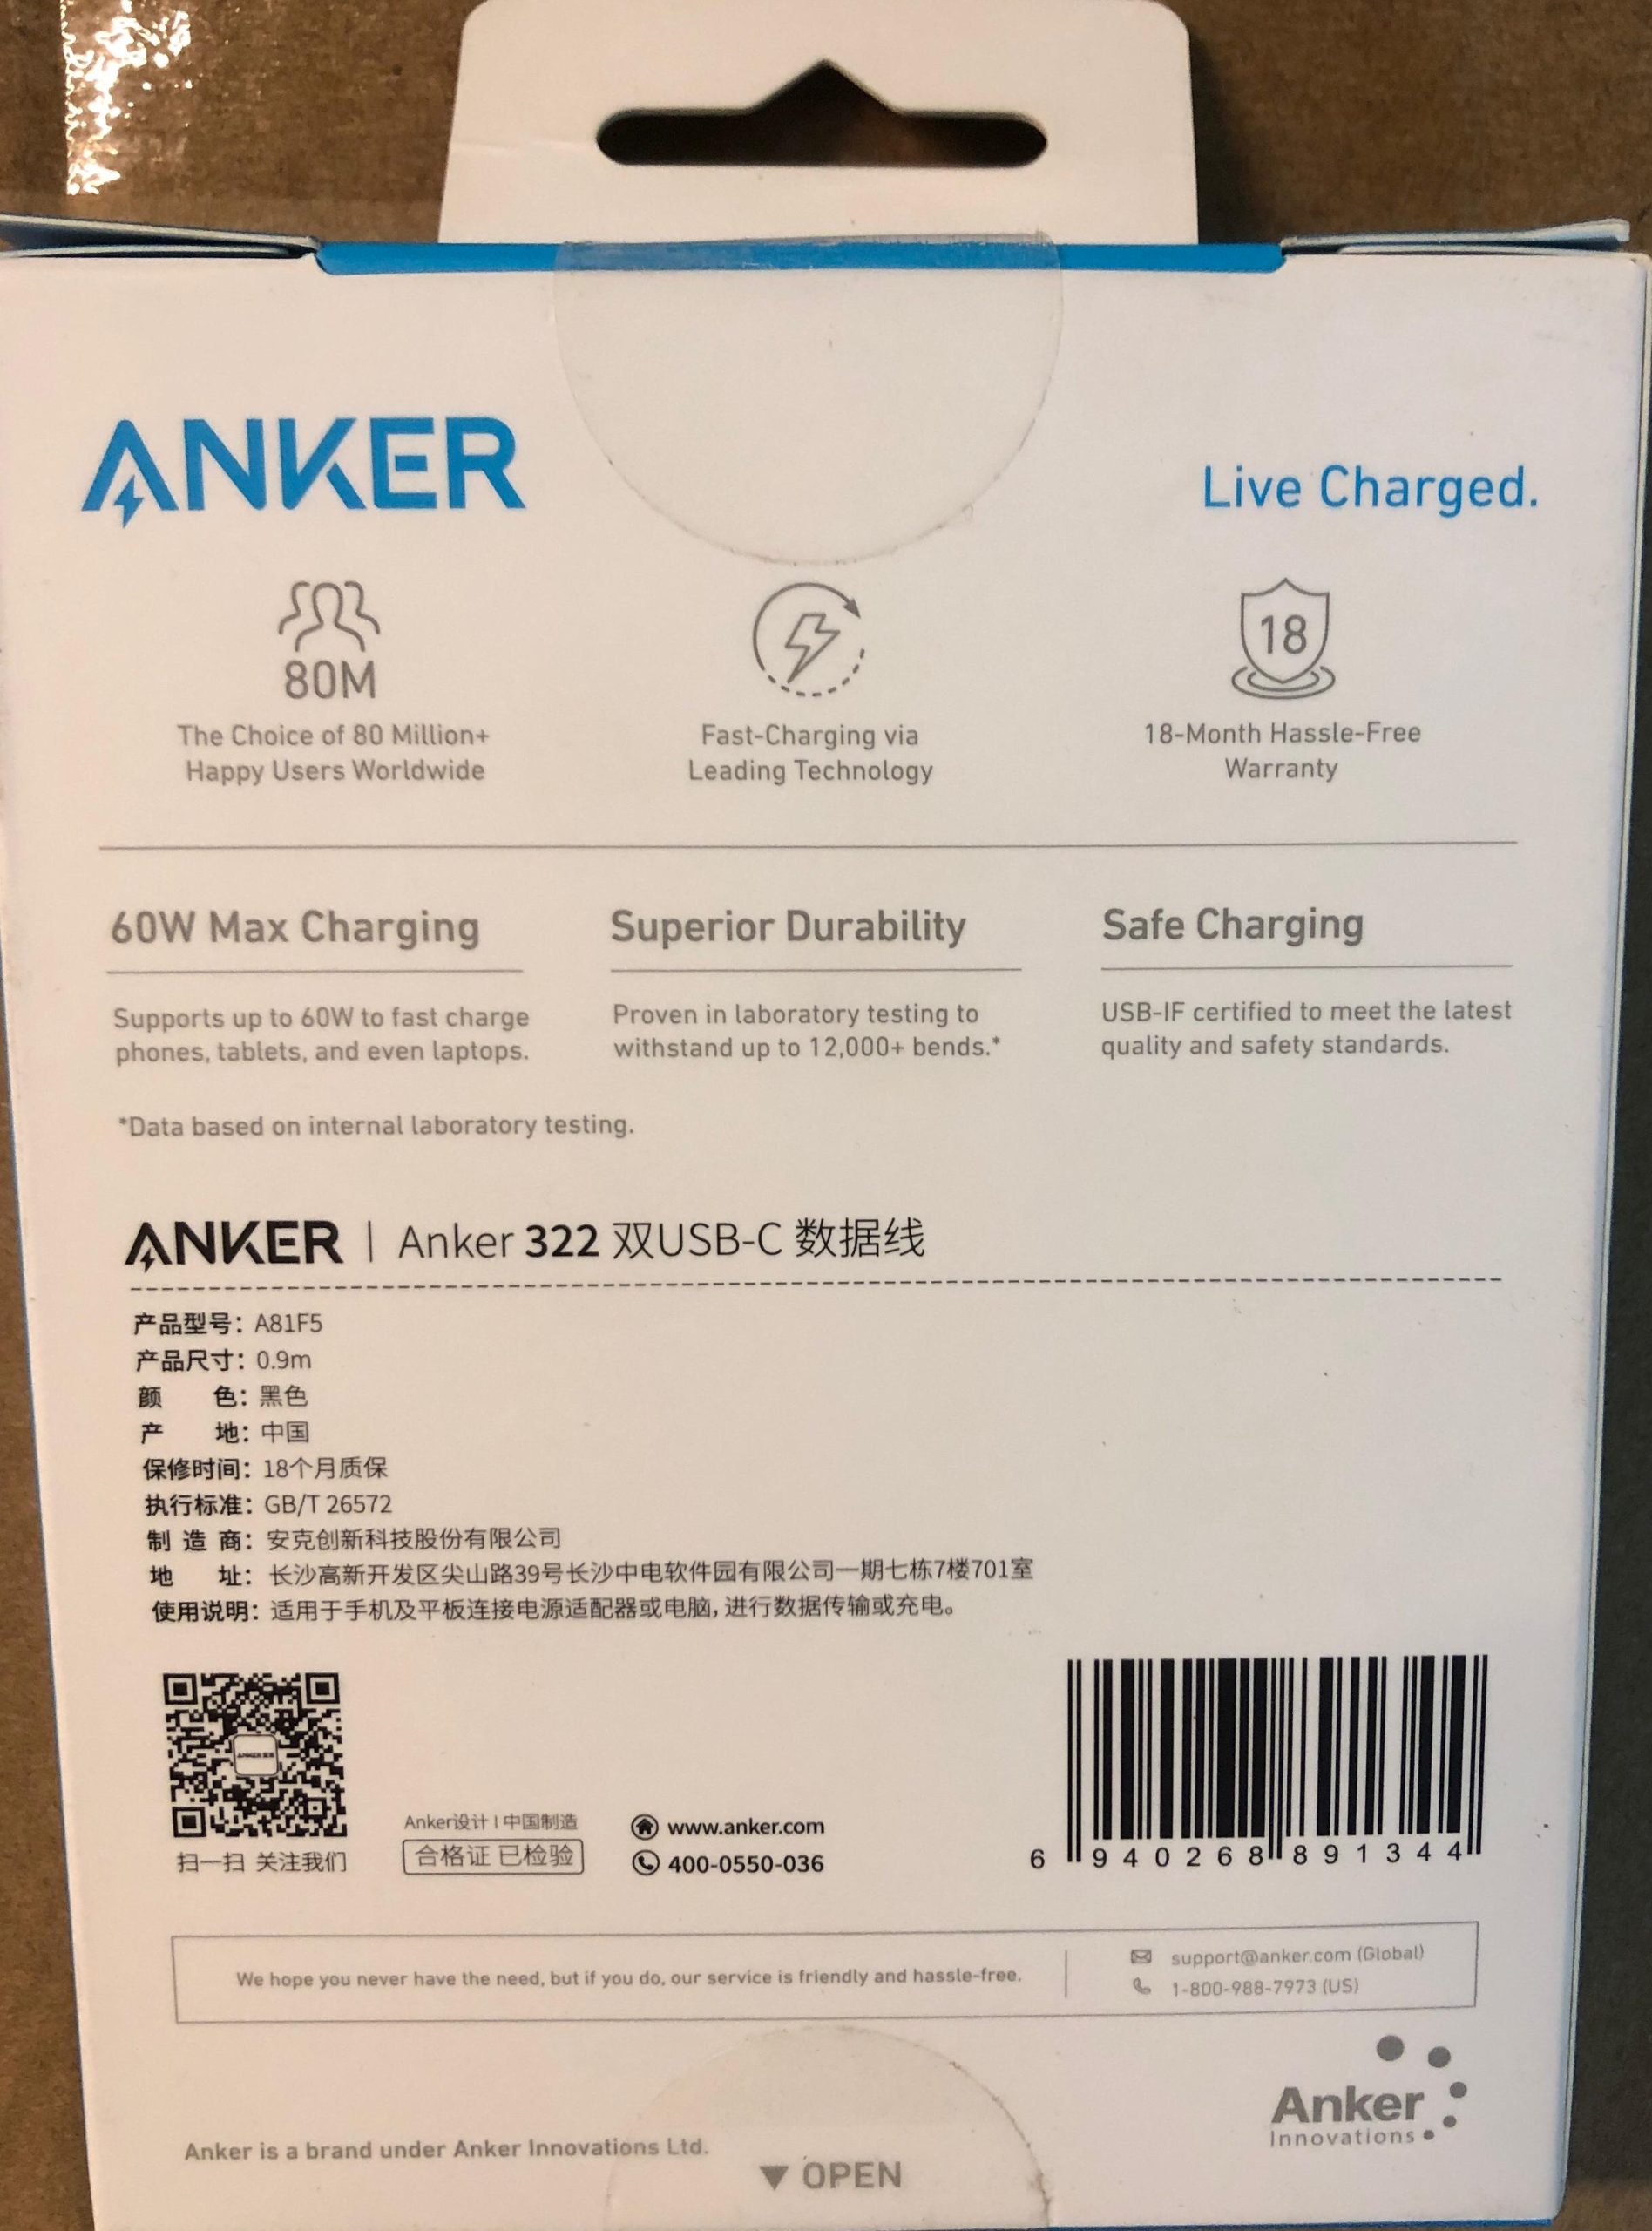 ANKER
Live Charged.
80M
18
The Choice of 80 Million+
Happy Users Worldwide
Fast-Charging via
Leading Technology
18-Month Hassle-Free
Warranty
60W Max Charging
Supports up to 60W to fast charge
phones, tablets, and even laptops.
Superior Durability
Proven in laboratory testing to
withstand up to 12,000+ bends.*
Safe Charging
USB-IF certified to meet the latest
quality and safety standards.
*Data based on internal laboratory testing.
ANKER | Anker 322 双USB-C 数据线
产品型号：A81F5
产品尺寸：0.9m
颜 色：黑色
产 地：中国
保修时间：18个月质保
执行标准：GB/T 26572
制 造 商：安克创新科技股份有限公司
地 址：长沙高新开发区尖山路39号长沙中电软件园有限公司一期七栋7楼701室
使用说明：适用于手机及平板连接电源适配器或电脑，进行数据传输或充电。
扫一扫 关注我们
Anker设计 | 中国制造
合格证 已检验
www.anker.com
400-0550-036
6 940268 891344
We hope you never have the need, but if you do, our service is friendly and hassle-free.
support@anker.com (Global)
1-800-988-7973 (US)
Anker
Innovations
Anker is a brand under Anker Innovations Ltd.
▼ OPEN